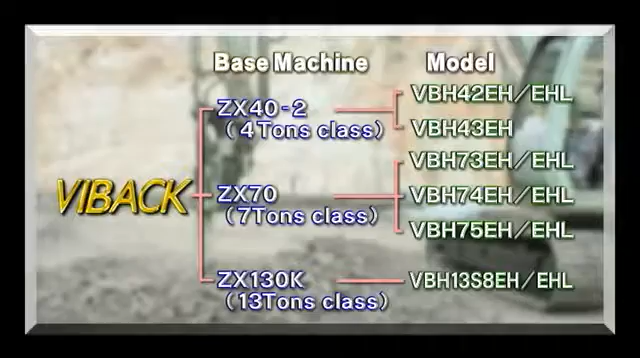 Base Machine Model
VIBACK
ZX40-2
(4Tons class)
VBH42EH/EHL
VBH43EH
ZX70
(7Tons class)
VBH73EH/EHL
VBH74EH/EHL
VBH75EH/EHL
ZX130K
(13Tons class)
VBH13S8EH/EHL